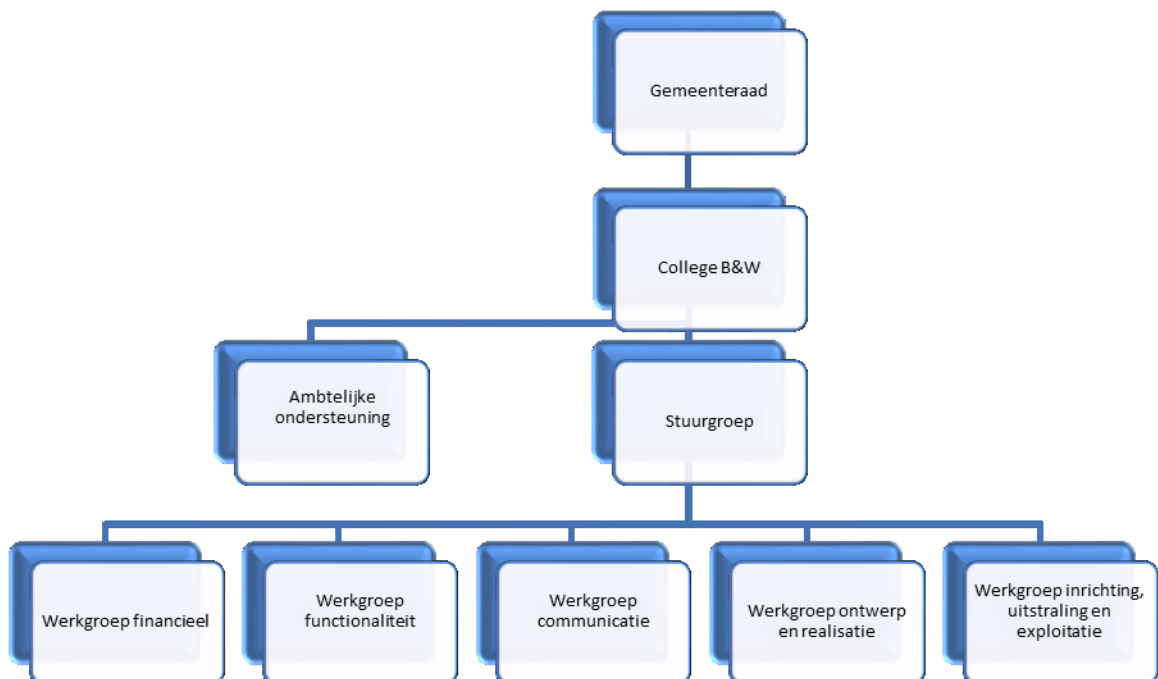 Gemeenteraad
College B&W
Ambtelijke
ondersteuning
Stuurgroep
Werkgroep financieel
Werkgroep
functionaliteit
Werkgroep
communicatie
Werkgroep ontwerp
en realisatie
Werkgroep inrichting,
uitstraling en
exploitatie